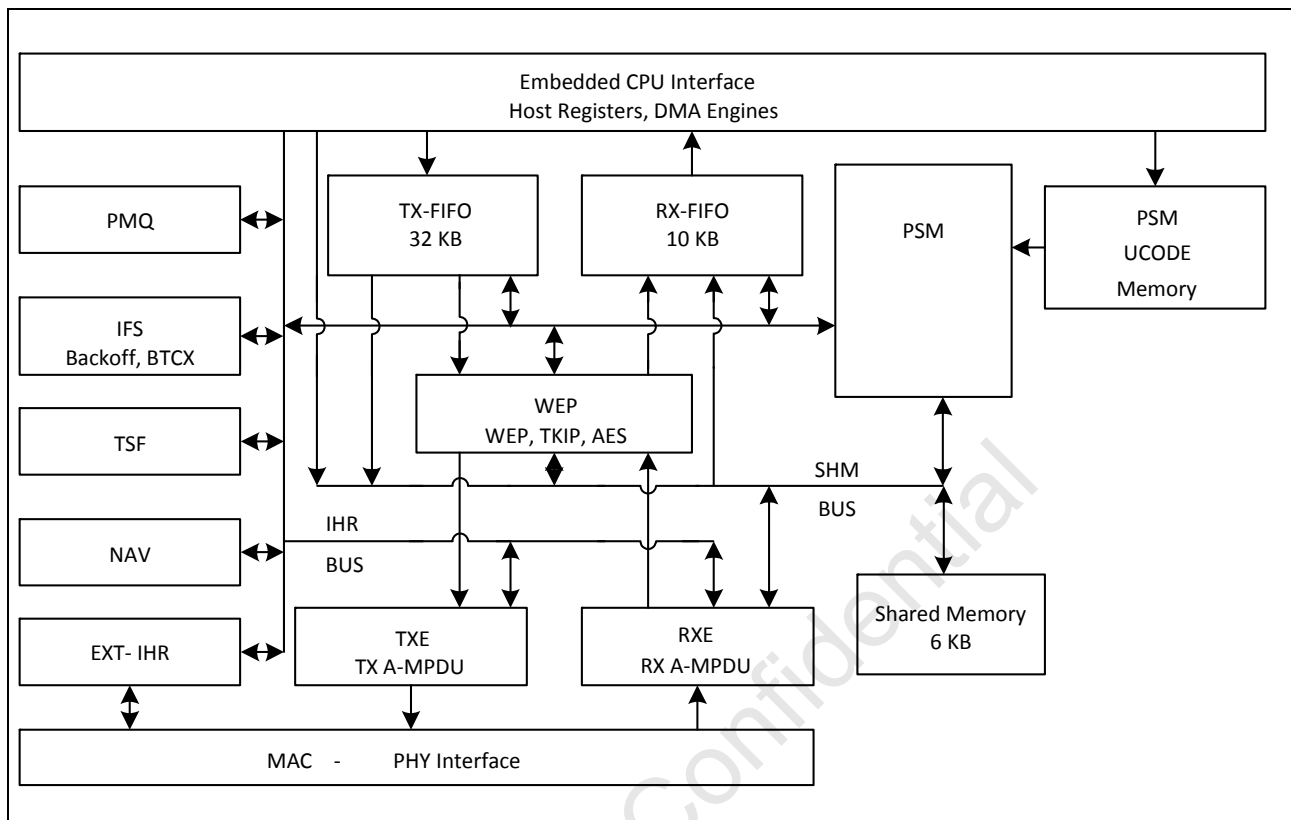 Embedded CPU Interface
Host Registers, DMA Engines
PMQ
TX-FIFO
32 KB
RX-FIFO
10 KB
PSM
PSM
UCODE
Memory
IFS
Backoff, BTCX
WEP
WEP, TKIP, AES
TSF
SHM
BUS
IHR
BUS
NAV
Shared Memory
6 KB
EXT- IHR
TXE
TX A-MPDU
RXE
RX A-MPDU
MAC - PHY Interface
Confidential